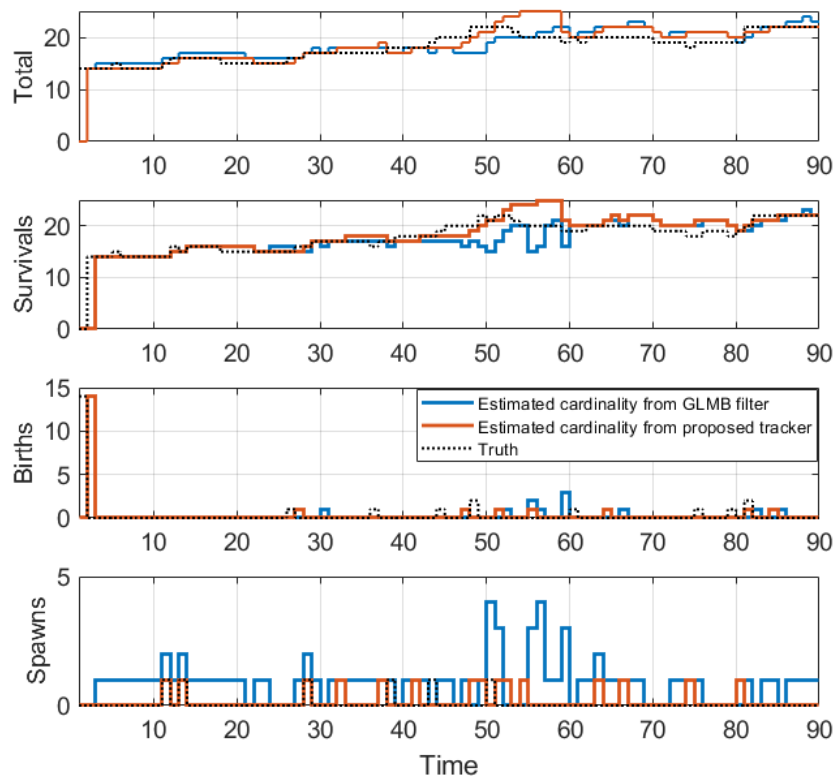 Total
20
10
0
10 20 30 40 50 60 70 80 90
Survivals
20
10
0
10 20 30 40 50 60 70 80 90
Births
15
10
5
0
Estimated cardinality from GLMB filter
Estimated cardinality from proposed tracker
Truth
10 20 30 40 50 60 70 80 90
Spawns
5
0
10 20 30 40 50 60 70 80 90
Time